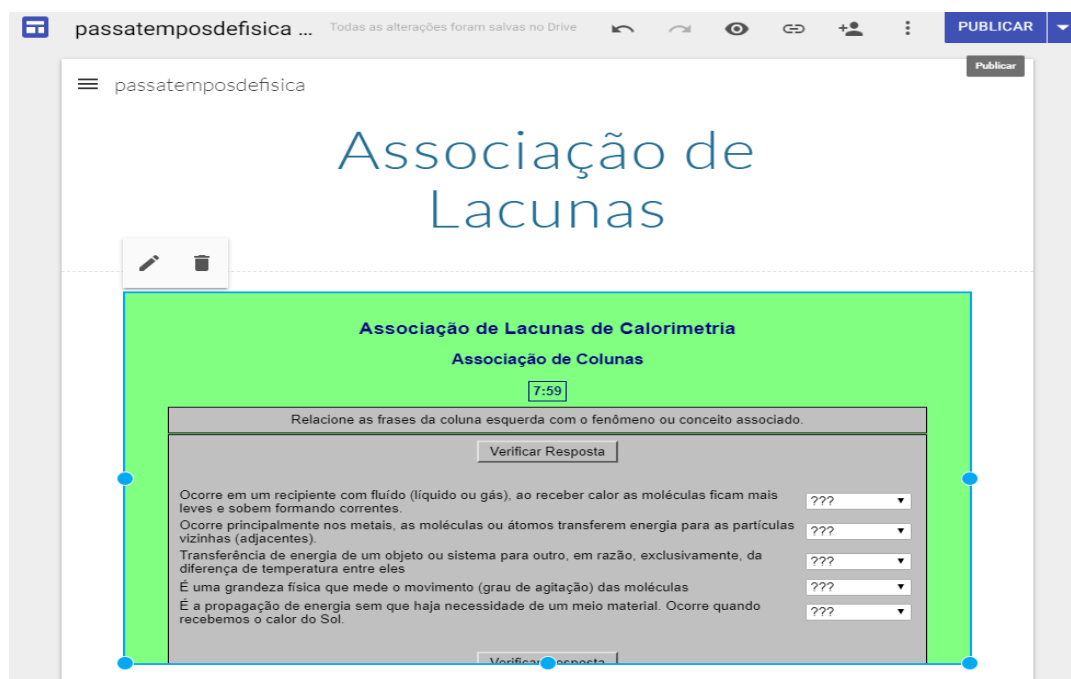 passatemposdefisica ... Todas as alterações foram salvas no Drive PUBLICAR
Publicar
passatemposdefisica
Associação de
Lacunas
Associação de Lacunas de Calorimetria
Associação de Colunas
7:59
Relacione as frases da coluna esquerda com o fenômeno ou conceito associado.
Verificar Resposta
Ocorre em um recipiente com fluído (líquido ou gás), ao receber calor as moléculas ficam mais
leves e sobem formando correntes.
???
Ocorre principalmente nos metais, as moléculas ou átomos transferem energia para as partículas
vizinhas (adjacentes).
???
Transferência de energia de um objeto ou sistema para outro, em razão, exclusivamente, da
diferença de temperatura entre eles
???
É uma grandeza física que mede o movimento (grau de agitação) das moléculas ???
É a propagação de energia sem que haja necessidade de um meio material. Ocorre quando
recebemos o calor do Sol.
???
Verificar Resposta